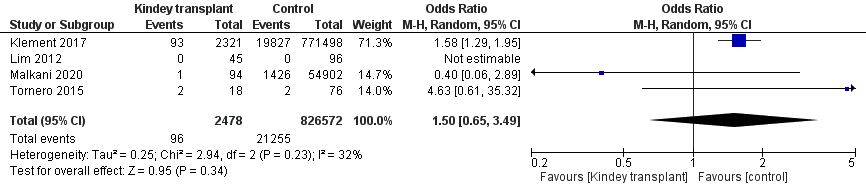 Kindey transplant Control Odds Ratio Odds Ratio
Study or Subgroup Events Total Events Total Weight M-H, Random, 95% CI M-H, Random, 95% CI
Klement 2017 93 2321 19827 771498 71.3% 1.58 [1.29, 1.95]
Lim 2012 0 45 0 96 Not estimable
Malkani 2020 1 94 1426 54902 14.7% 0.40 [0.06, 2.89]
Tornero 2015 2 18 2 76 14.0% 4.63 [0.61, 35.32]
Total (95% CI) 2478 826572 100.0% 1.50 [0.65, 3.49]
Total events 96 21255
Heterogeneity: Tau² = 0.25; Chi² = 2.94, df = 2 (P = 0.23); I² = 32%
Test for overall effect: Z = 0.95 (P = 0.34)
0.2 0.5 1 2 5
Favours [Kindey transplant] Favours [control]